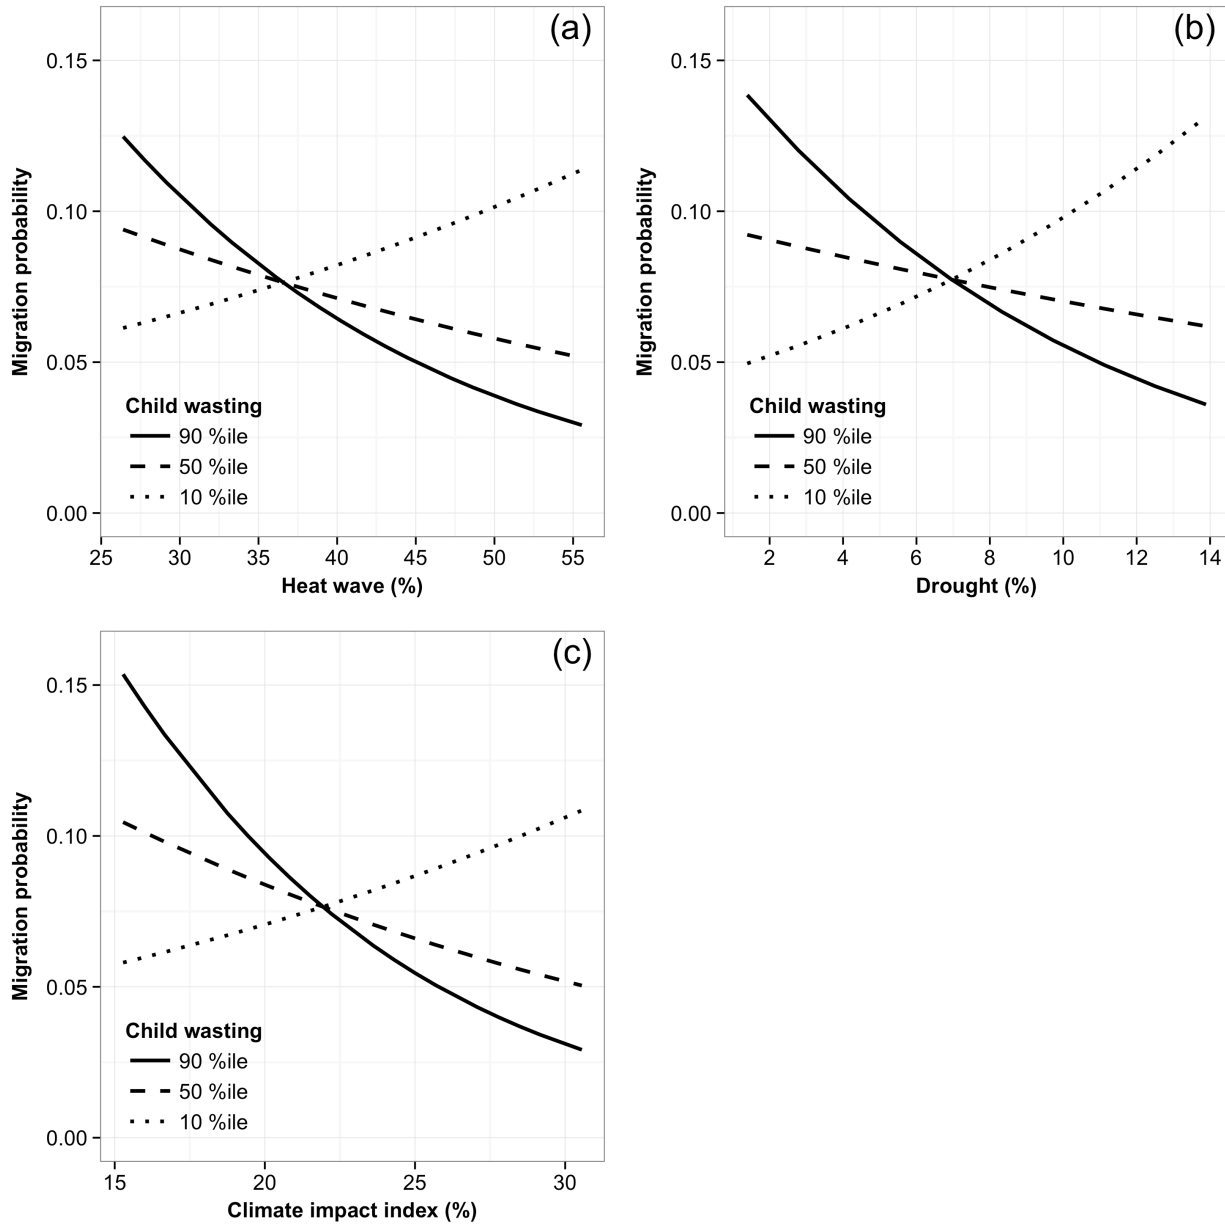 (a)
Migration probability
0.15
0.10
0.05
0.00
Child wasting
90 %ile
50 %ile
10 %ile
25 30 35 40 45 50 55
Heat wave (%)
(b)
Migration probability
0.15
0.10
0.05
0.00
Child wasting
90 %ile
50 %ile
10 %ile
2 4 6 8 10 12 14
Drought (%)
(c)
Migration probability
0.15
0.10
0.05
0.00
Child wasting
90 %ile
50 %ile
10 %ile
15 20 25 30
Climate impact index (%)